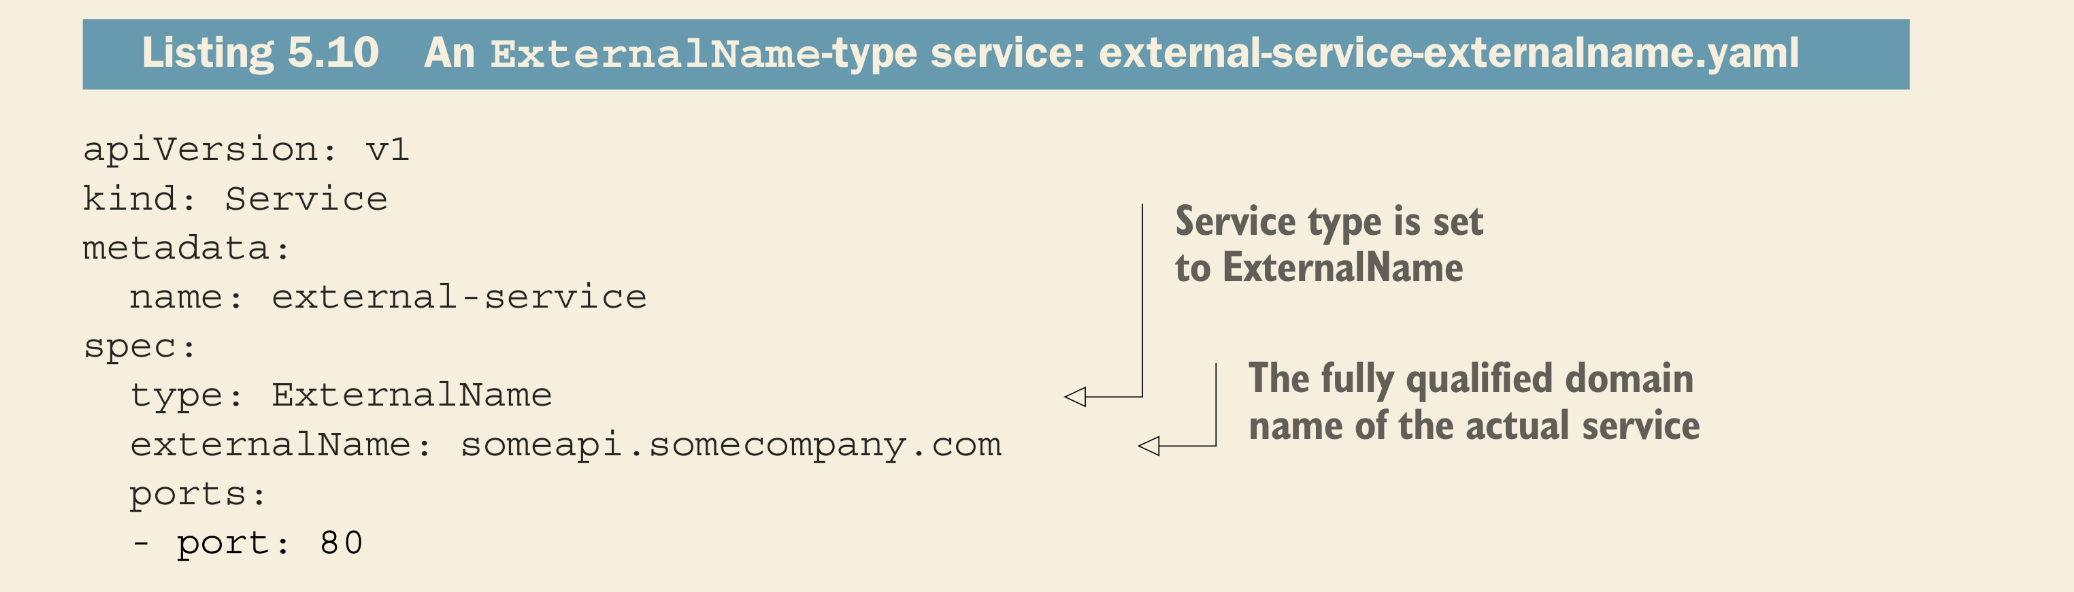 Listing 5.10 An ExternalName-type service: external-service-externalname.yaml
apiVersion: v1
kind: Service
metadata:
  name: external-service
spec:
  type: ExternalName
  externalName: someapi.somecompany.com
  ports:
  - port: 80
Service type is set
to ExternalName
The fully qualified domain
name of the actual service